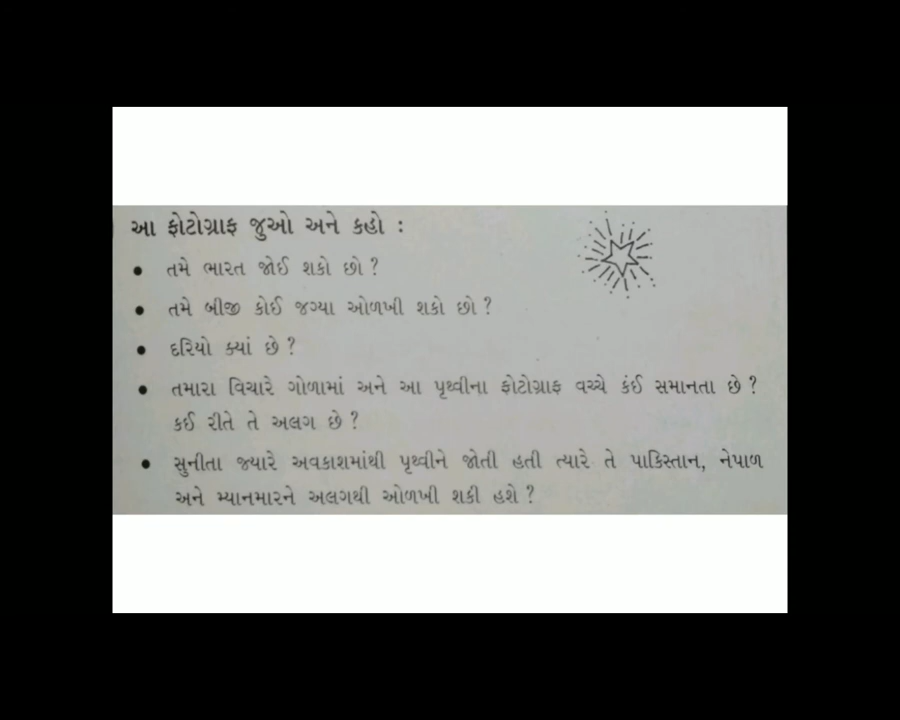 આ ફોટોગ્રાફ જુઓ અને કહો :
• તમે ભારત જોઈ શકો છો ?
• તમે બીજી કોઈ જગ્યા ઓળખી શકો છો ?
• દરિયો ક્યાં છે ?
• તમારા વિચારે ગોળામાં અને આ પૃથ્વીના ફોટોગ્રાફ વચ્ચે કંઈ સમાનતા છે ?
કઈ રીતે તે અલગ છે ?
• સુનીતા જ્યારે અવકાશમાંથી પૃથ્વીને જોતી હતી ત્યારે તે પાકિસ્તાન, નેપાળ
અને મ્યાનમારને અલગથી ઓળખી શકી હશે ?